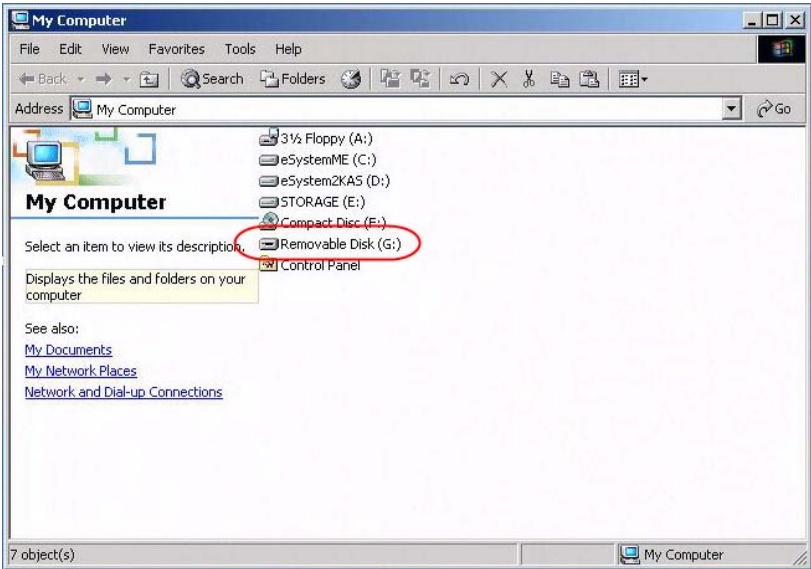 My Computer
File Edit View Favorites Tools Help
Back Search Folders
Address My Computer Go
3½ Floppy (A:)
eSystemME (C:)
eSystem2KAS (D:)
STORAGE (E:)
Compact Disc (F:)
Removable Disk (G:)
Control Panel
My Computer
Select an item to view its description.
Displays the files and folders on your
computer
See also:
My Documents
My Network Places
Network and Dial-up Connections
7 object(s) My Computer